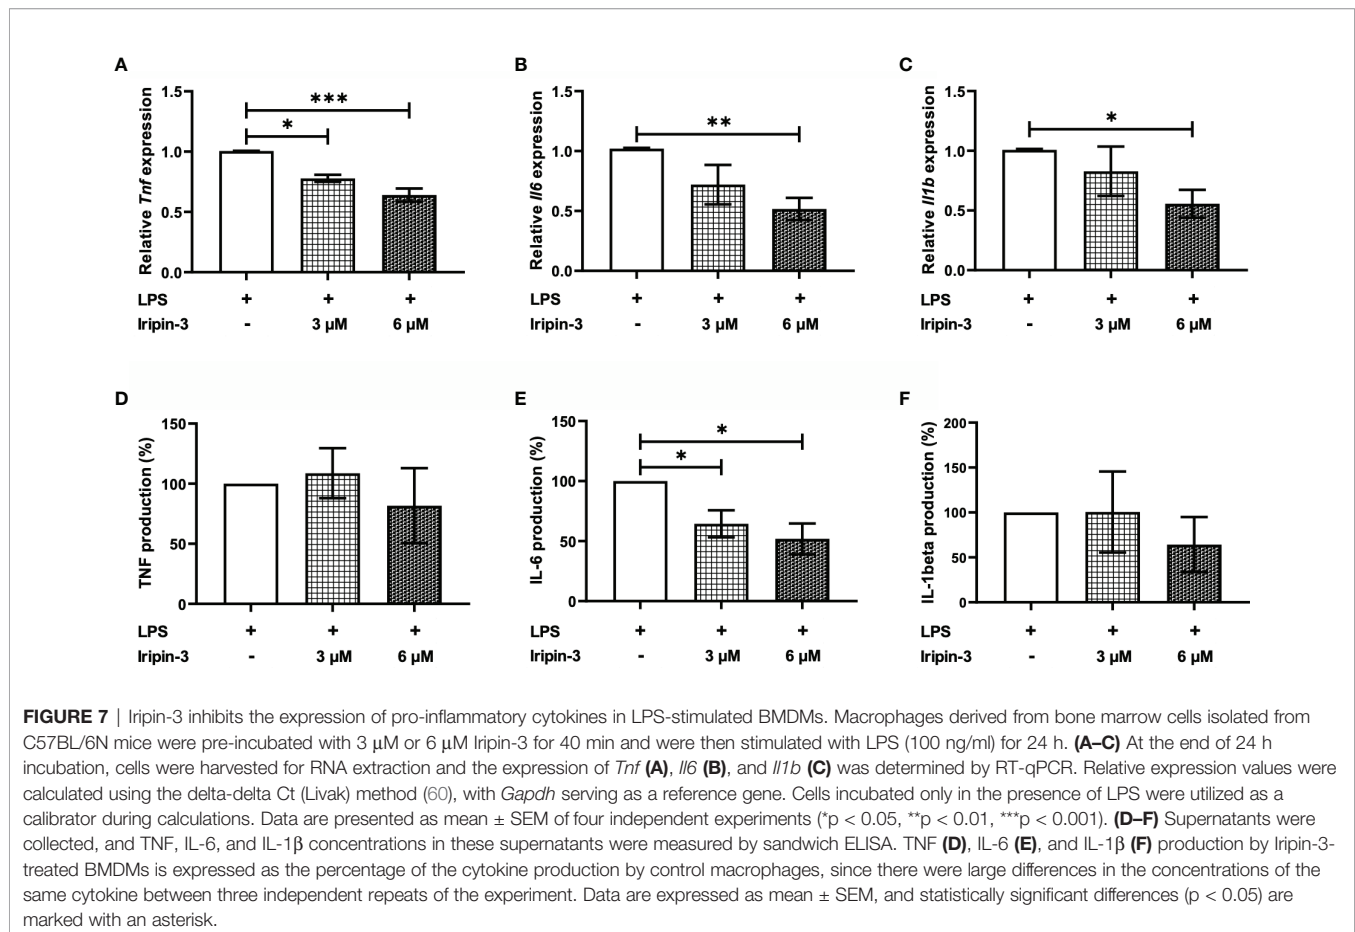 A
B
C
Relative Tnf expression
1.5
1.0
0.5
0.0
***
*
LPS + + +
Iripin-3 - 3 µM 6 µM
Relative Il6 expression
1.5
1.0
0.5
0.0
**
+ + +
- 3 µM 6 µM
Relative Il1b expression
1.5
1.0
0.5
0.0
*
LPS + + +
Iripin-3 - 3 µM 6 µM
D
E
F
TNF production (%)
150
100
50
0
LPS + + +
Iripin-3 - 3 µM 6 µM
IL-6 production (%)
150
100
50
0
*
*
LPS + + +
Iripin-3 - 3 µM 6 µM
IL-1beta production (%)
200
150
100
50
0
LPS + + +
Iripin-3 - 3 µM 6 µM
FIGURE 7 | Iripin-3 inhibits the expression of pro-inflammatory cytokines in LPS-stimulated BMDMs. Macrophages derived from bone marrow cells isolated from
C57BL/6N mice were pre-incubated with 3 µM or 6 µM Iripin-3 for 40 min and were then stimulated with LPS (100 ng/ml) for 24 h. (A–C) At the end of 24 h
incubation, cells were harvested for RNA extraction and the expression of Tnf (A), Il6 (B), and Il1b (C) was determined by RT-qPCR. Relative expression values were
calculated using the delta-delta Ct (Livak) method (60), with Gapdh serving as a reference gene. Cells incubated only in the presence of LPS were utilized as a
calibrator during calculations. Data are presented as mean ± SEM of four independent experiments (*p < 0.05, **p < 0.01, ***p < 0.001). (D–F) Supernatants were
collected, and TNF, IL-6, and IL-1β concentrations in these supernatants were measured by sandwich ELISA. TNF (D), IL-6 (E), and IL-1β (F) production by Iripin-3-
treated BMDMs is expressed as the percentage of the cytokine production by control macrophages, since there were large differences in the concentrations of the
same cytokine between three independent repeats of the experiment. Data are expressed as mean ± SEM, and statistically significant differences (p < 0.05) are
marked with an asterisk.